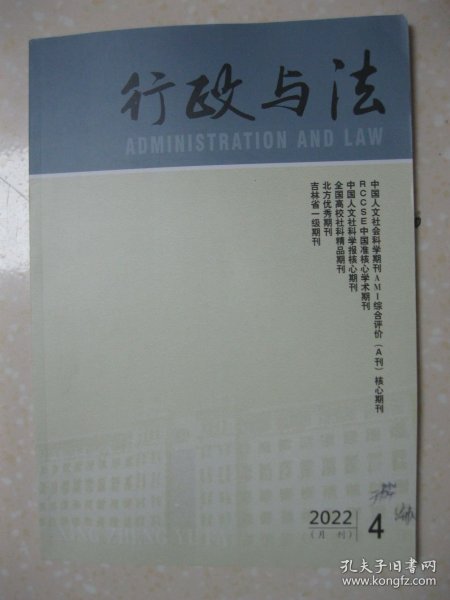 行政与法
ADMINISTRATION AND LAW
中国人文社会科学期刊AMI综合评价(A刊)核心期刊
RCCSE中国准核心学术期刊
中国人文社科学报核心期刊
全国高校社科精品期刊
北方优秀期刊
吉林省一级期刊
2022
(月刊)
4
孔夫子旧书网
www.kongfz.com